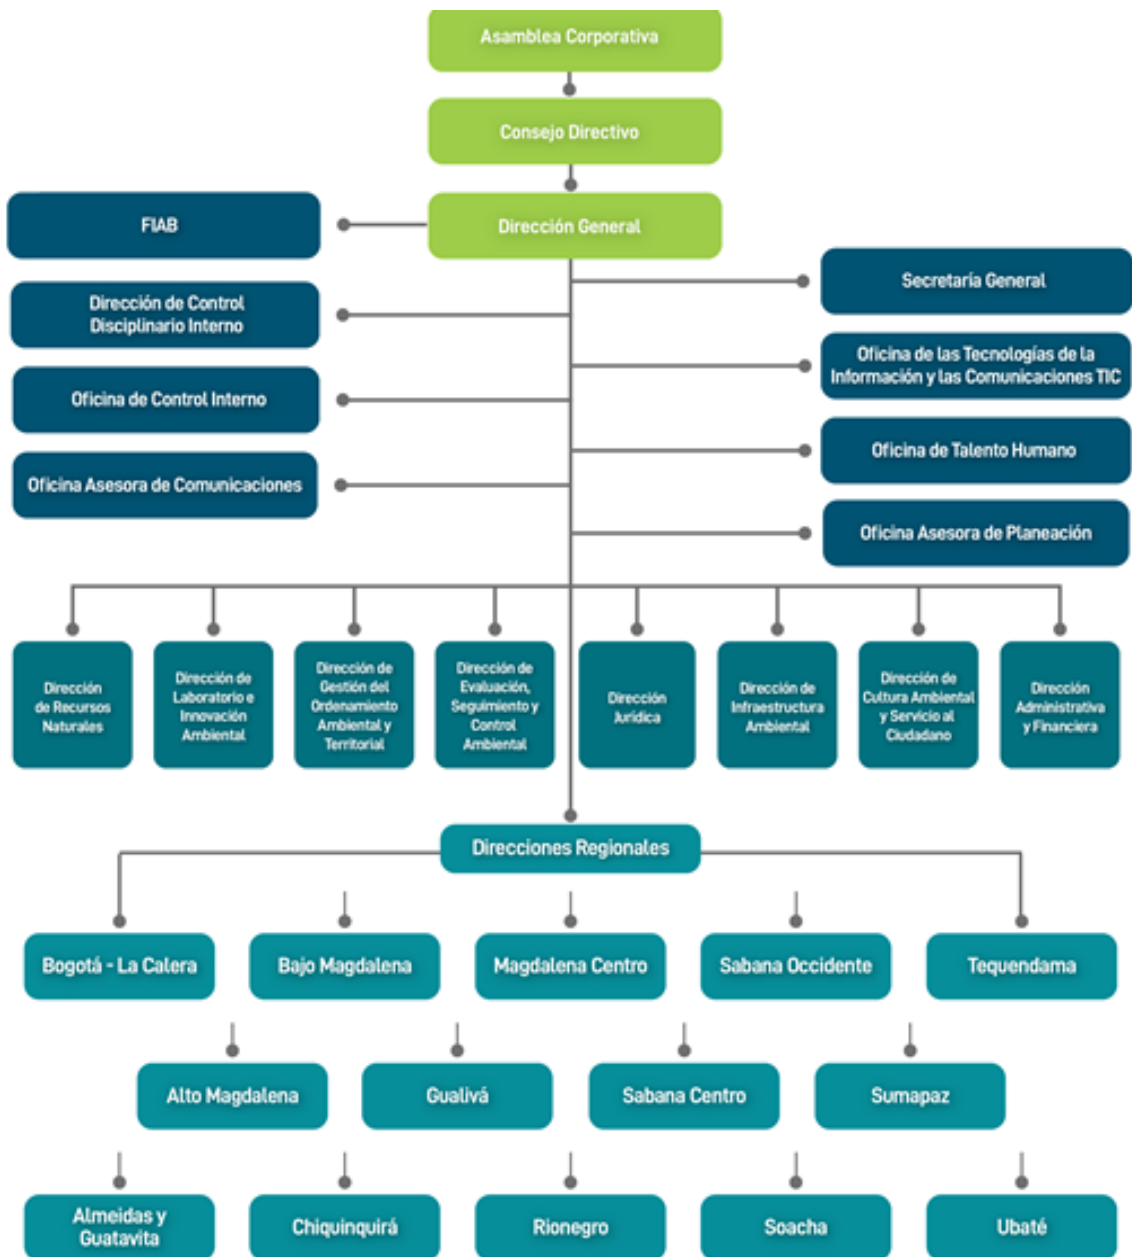 Asamblea Corporativa
Consejo Directivo
Dirección General
FIAB
Secretaría General
Dirección de Control
Disciplinario Interno
Oficina de las Tecnologías de la
Información y las Comunicaciones TIC
Oficina de Control Interno
Oficina de Talento Humano
Oficina Asesora de Comunicaciones
Oficina Asesora de Planeación
Dirección
de Recursos
Naturales
Dirección de
Laboratorio e
Innovación
Ambiental
Dirección de
Gestión del
Ordenamiento
Ambiental y
Territorial
Dirección de
Evaluación,
Seguimiento y
Control
Ambiental
Dirección
Jurídica
Dirección de
Infraestructura
Ambiental
Dirección de
Cultura Ambiental
y Servicio al
Ciudadano
Dirección
Administrativa
y Financiera
Direcciones Regionales
Bogotá - La Calera
Bajo Magdalena
Magdalena Centro
Sabana Occidente
Tequendama
Alto Magdalena
Gualivá
Sabana Centro
Sumapaz
Almeidas y
Guatavita
Chiquinquirá
Rionegro
Soacha
Ubaté